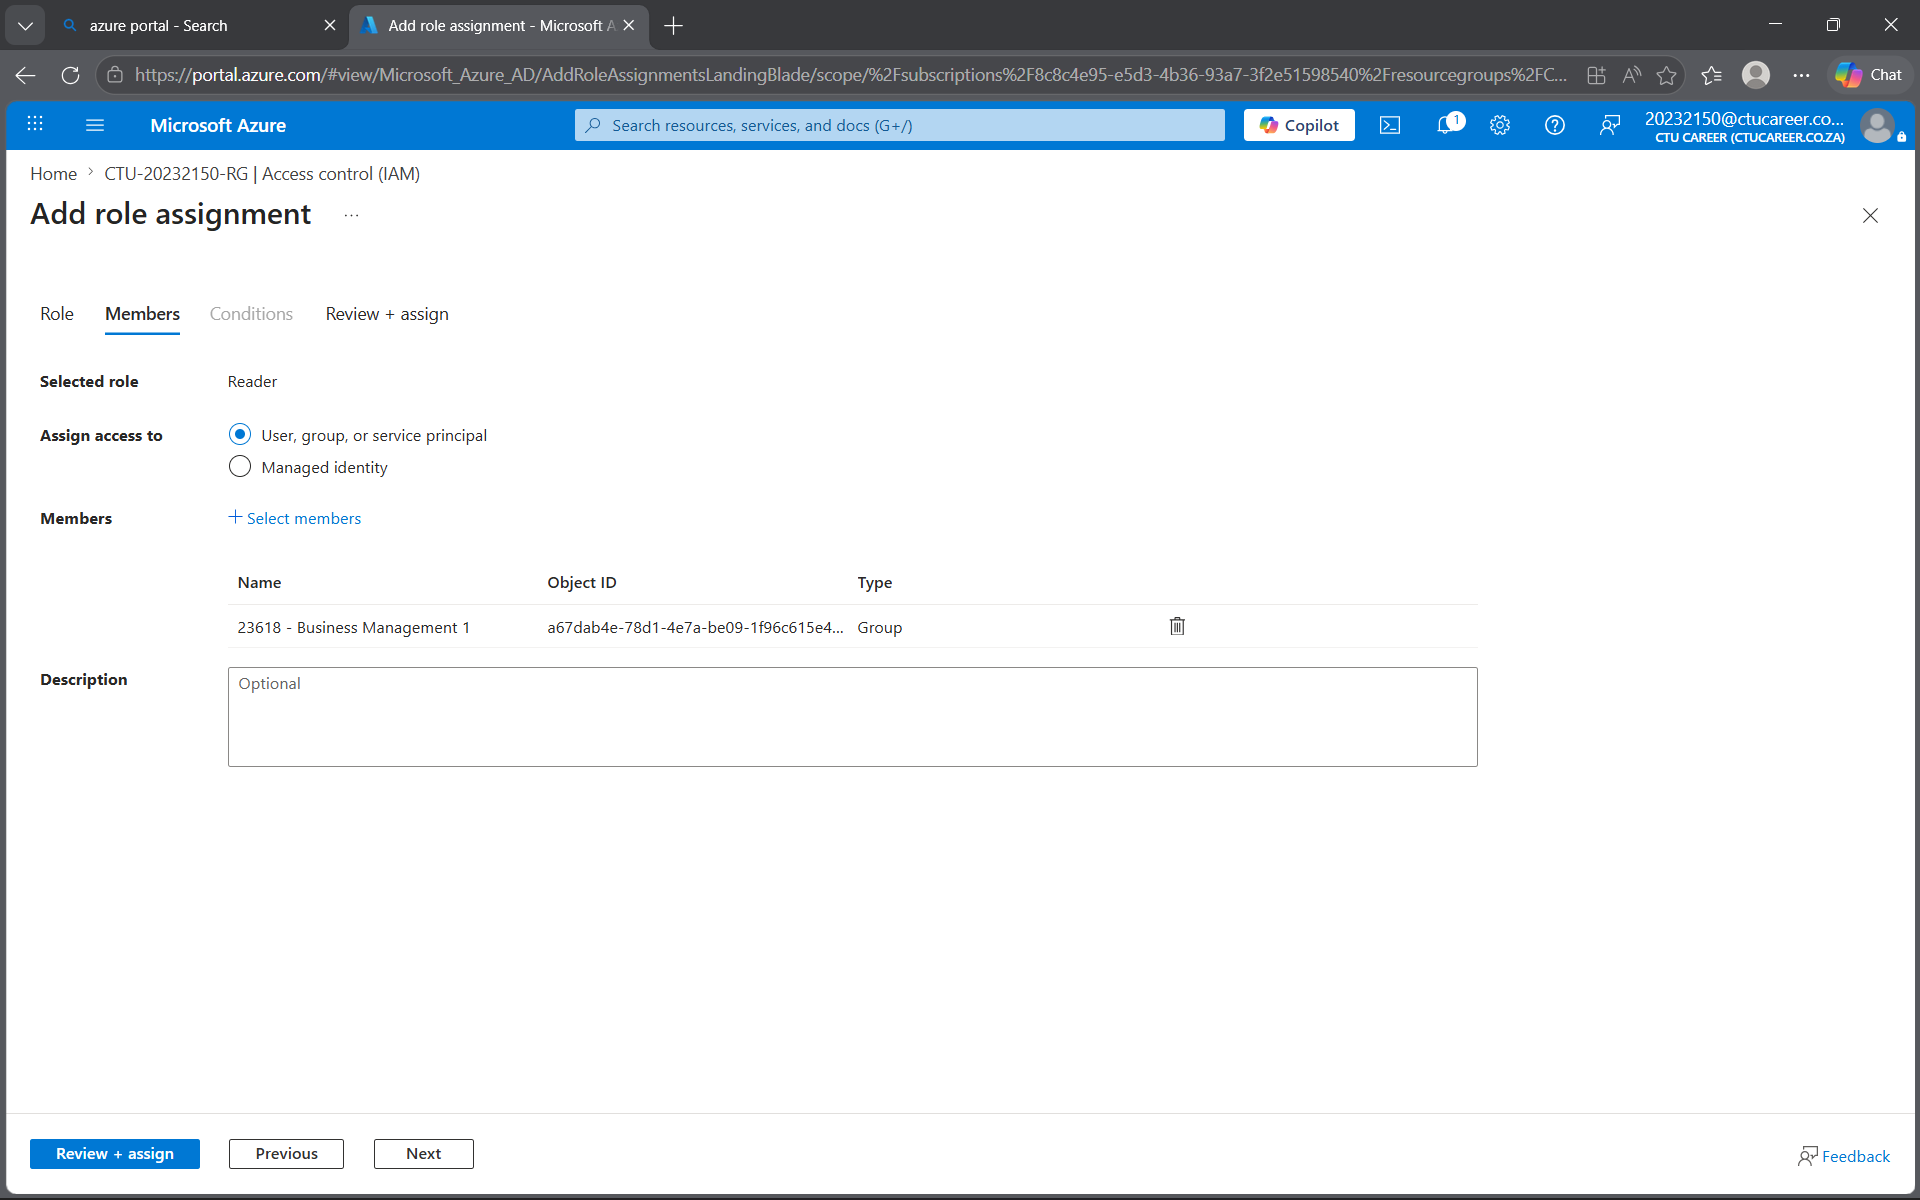 azure portal - Search
Add role assignment - Microsoft A
https://portal.azure.com/#view/Microsoft_Azure_AD/AddRoleAssignmentsLandingBlade/scope/%2Fsubscriptions%2F8c8c4e95-e5d3-4b36-93a7-3f2e51598540%2Fresourcegroups%2FC...
Chat
Microsoft Azure
Search resources, services, and docs (G+/)
Copilot
1
20232150@ctucareer.co...
CTU CAREER (CTUCAREER.CO.ZA)
Home > CTU-20232150-RG | Access control (IAM)
Add role assignment ...
Role Members Conditions Review + assign
Selected role Reader
Assign access to User, group, or service principal
Managed identity
Members + Select members
Name Object ID Type
23618 - Business Management 1 a67dab4e-78d1-4e7a-be09-1f96c615e4... Group
Description Optional
Review + assign Previous Next
Feedback